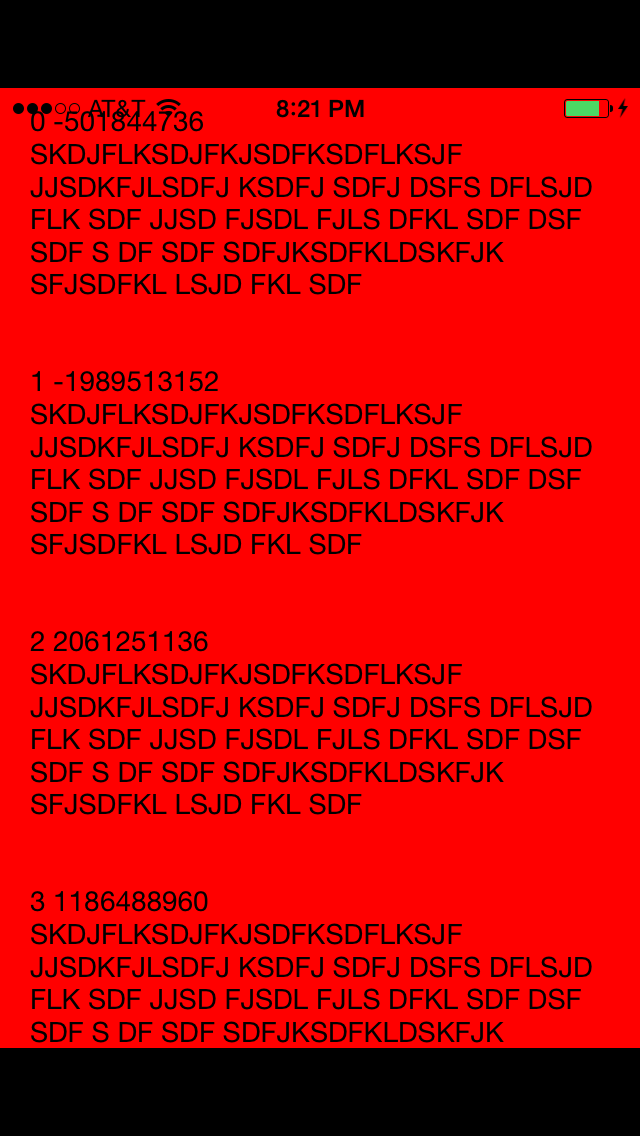 AT&T 8:21 PM
0 -501844736
SKDJFLKSDJFKJSDFKSDFLKSJF
JJSDKFJLSDFJ KSDFJ SDFJ DSFS DFLSJD
FLK SDF JJSD FJSDL FJLS DFKL SDF DSF
SDF S DF SDF SDFJKSDFKLDSKFJK
SFJSDFKL LSJD FKL SDF
1 -1989513152
SKDJFLKSDJFKJSDFKSDFLKSJF
JJSDKFJLSDFJ KSDFJ SDFJ DSFS DFLSJD
FLK SDF JJSD FJSDL FJLS DFKL SDF DSF
SDF S DF SDF SDFJKSDFKLDSKFJK
SFJSDFKL LSJD FKL SDF
2 2061251136
SKDJFLKSDJFKJSDFKSDFLKSJF
JJSDKFJLSDFJ KSDFJ SDFJ DSFS DFLSJD
FLK SDF JJSD FJSDL FJLS DFKL SDF DSF
SDF S DF SDF SDFJKSDFKLDSKFJK
SFJSDFKL LSJD FKL SDF
3 1186488960
SKDJFLKSDJFKJSDFKSDFLKSJF
JJSDKFJLSDFJ KSDFJ SDFJ DSFS DFLSJD
FLK SDF JJSD FJSDL FJLS DFKL SDF DSF
SDF S DF SDF SDFJKSDFKLDSKFJK